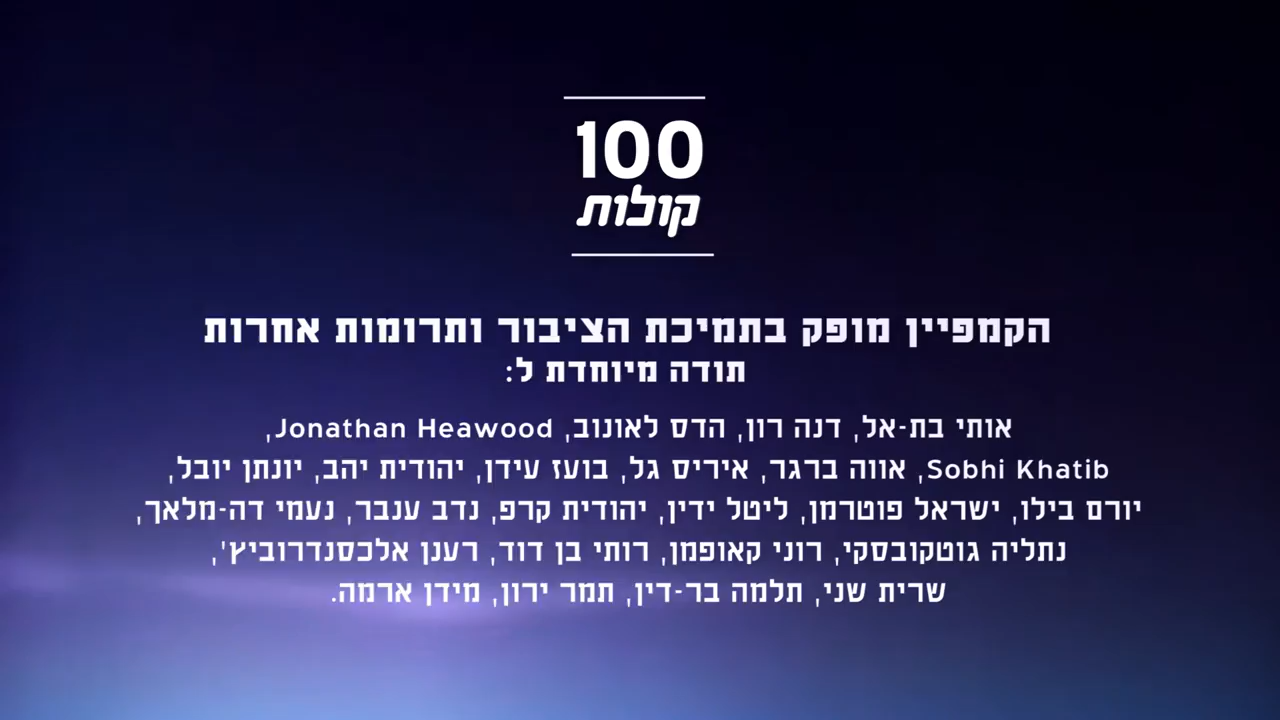 100
קולות
הקמפיין מופק בתמיכת הציבור ותרומות אחרות
תודה מיוחדת ל:
אותי בת-אל, דנה רון, הדס לאונוב, Jonathan Heawood,
Sobhi Khatib, אווה ברגר, איריס גל, בועז עידן, יהודית יהב, יונתן יובל,
יורם בילו, ישראל פוטרמן, ליטל ידין, יהודית קרפ, נדב ענבר, נעמי דה-מלאך,
נתליה גוטקובסקי, רוני קאופמן, רותי בן דוד, רענן אלכסנדרוביץ',
שרית שני, תלמה בר-דין, תמר ירון, מידן ארמה.